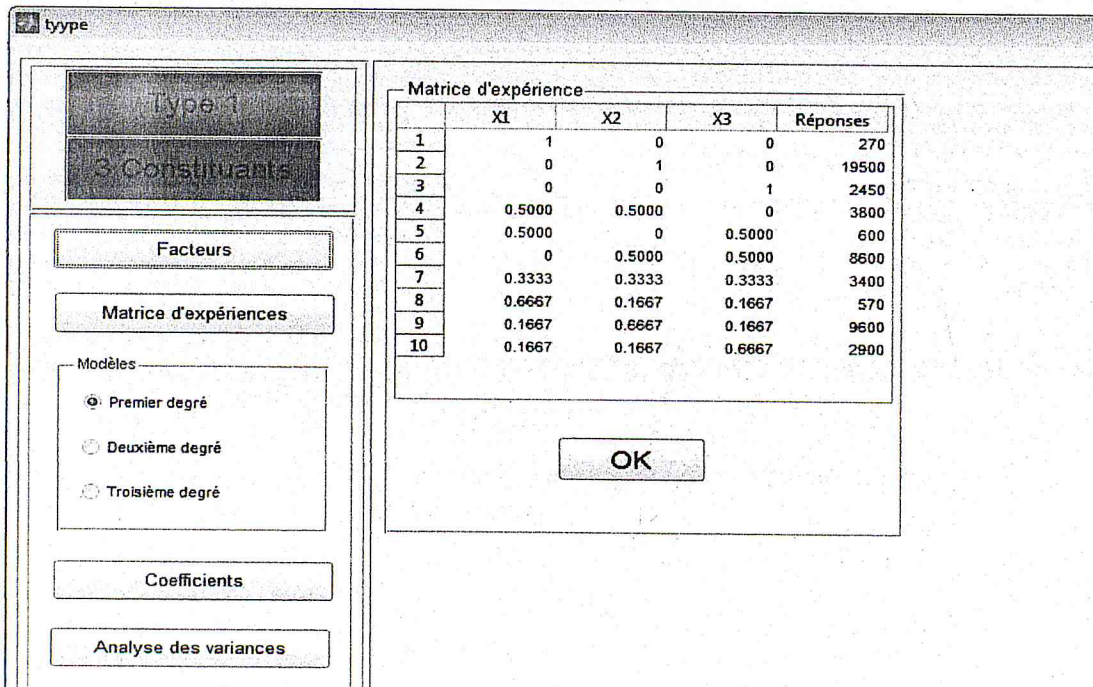 tyype
Type 1
3 Constituants
Facteurs
Matrice d'expériences
Modèles
Premier degré
Deuxième degré
Troisième degré
Coefficients
Analyse des variances
Matrice d'expérience
X1 X2 X3 Réponses
1 1 0 0 270
2 0 1 0 19500
3 0 0 1 2450
4 0.5000 0.5000 0 3800
5 0.5000 0 0.5000 600
6 0 0.5000 0.5000 8600
7 0.3333 0.3333 0.3333 3400
8 0.6667 0.1667 0.1667 570
9 0.1667 0.6667 0.1667 9600
10 0.1667 0.1667 0.6667 2900
OK